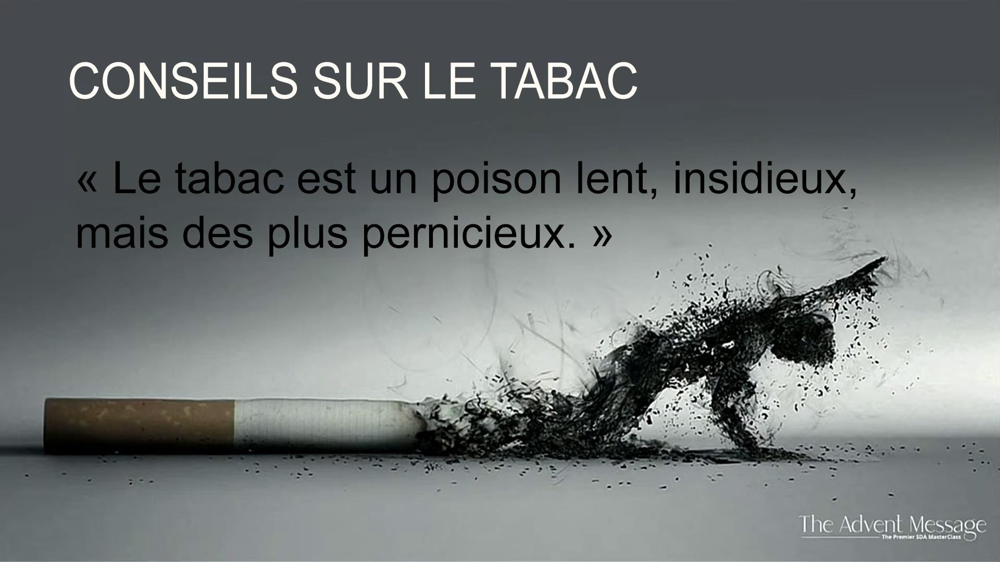 CONSEILS SUR LE TABAC
« Le tabac est un poison lent, insidieux,
mais des plus pernicieux. »
The Advent Message
The Premier SDA MasterClass